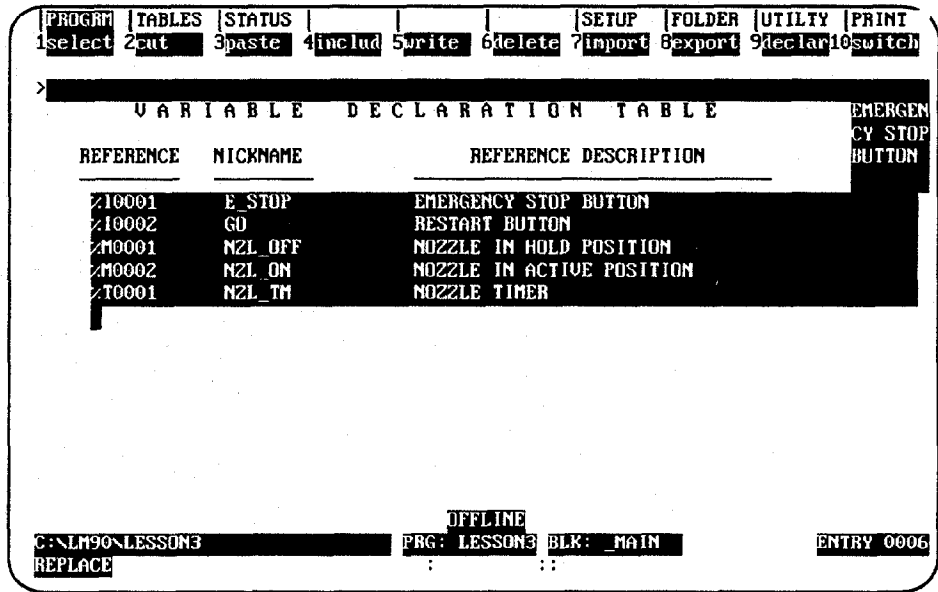 PROGRM |TABLES |STATUS | | | |SETUP |FOLDER |UTILTY |PRINT
1select 2cut 3paste 4includ 5write 6delete 7import 8export 9declar10switch
>
VARIABLE DECLARATION TABLE
EMERGEN
CY STOP
BUTTON
REFERENCE NICKNAME REFERENCE DESCRIPTION
%I0001 E_STOP EMERGENCY STOP BUTTON
%I0002 GO RESTART BUTTON
%M0001 NZL_OFF NOZZLE IN HOLD POSITION
%M0002 NZL_ON NOZZLE IN ACTIVE POSITION
%T0001 NZL_TM NOZZLE TIMER
OFFLINE
C:\LM90\LESSON3 PRG: LESSON3 BLK: _MAIN ENTRY 0006
REPLACE : ::